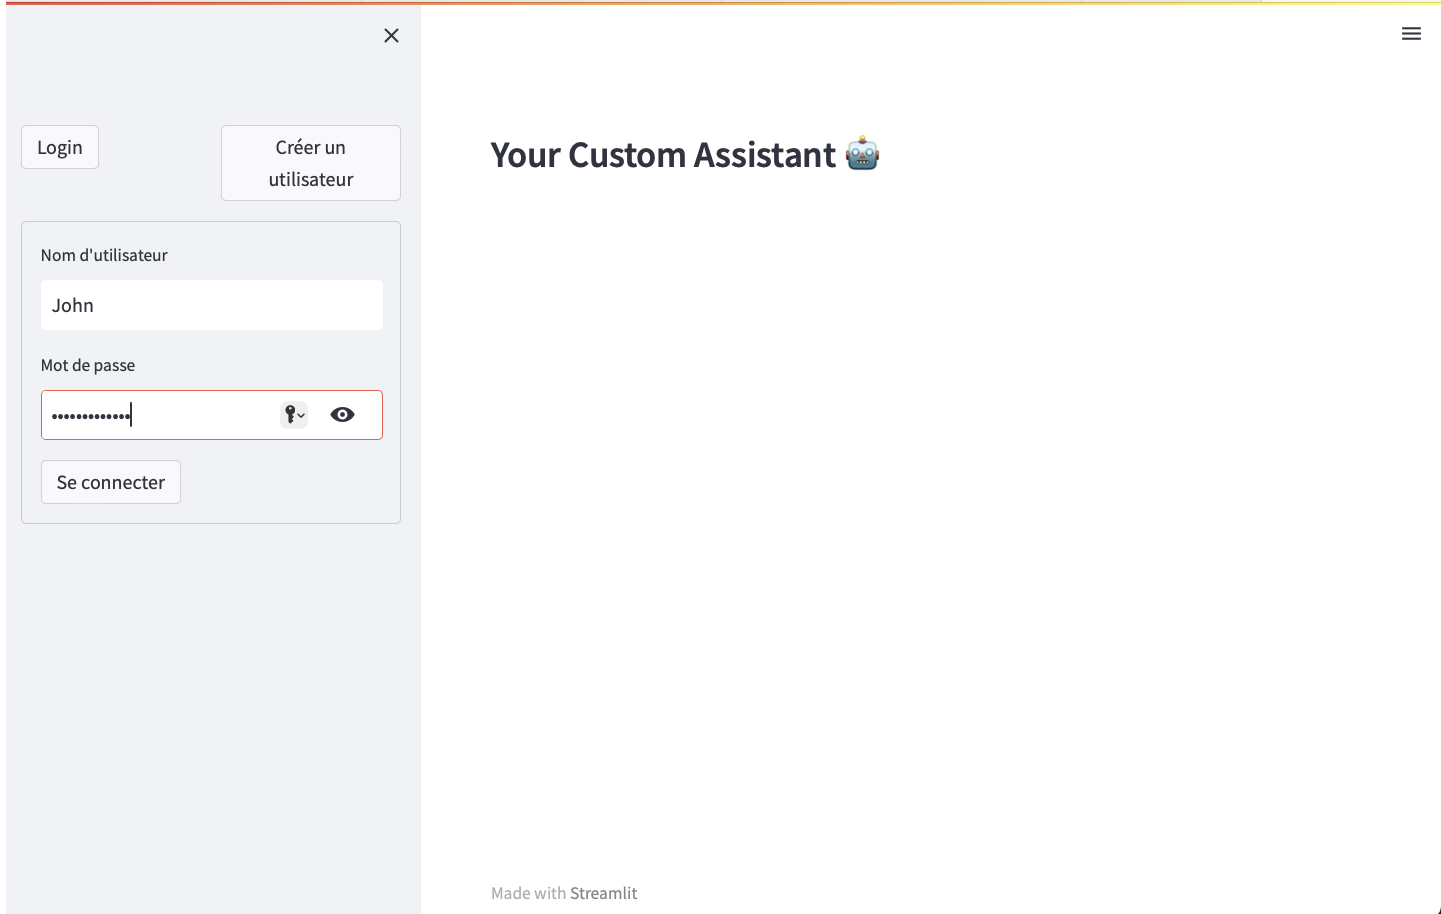 Login
Créer un
utilisateur
Nom d'utilisateur
John
Mot de passe
•••••••••••••
Se connecter
Your Custom Assistant 🤖
Made with Streamlit